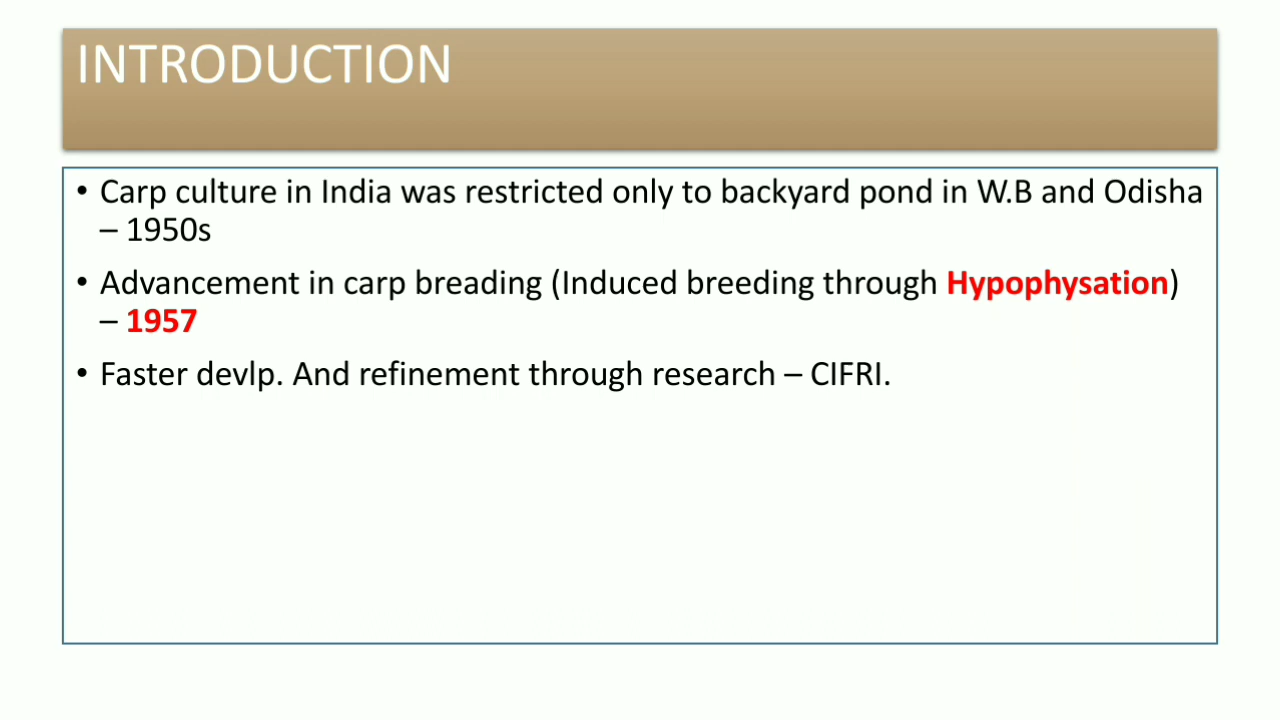 INTRODUCTION
• Carp culture in India was restricted only to backyard pond in W.B and Odisha
– 1950s
• Advancement in carp breading (Induced breeding through Hypophysation)
– 1957
• Faster devlp. And refinement through research – CIFRI.